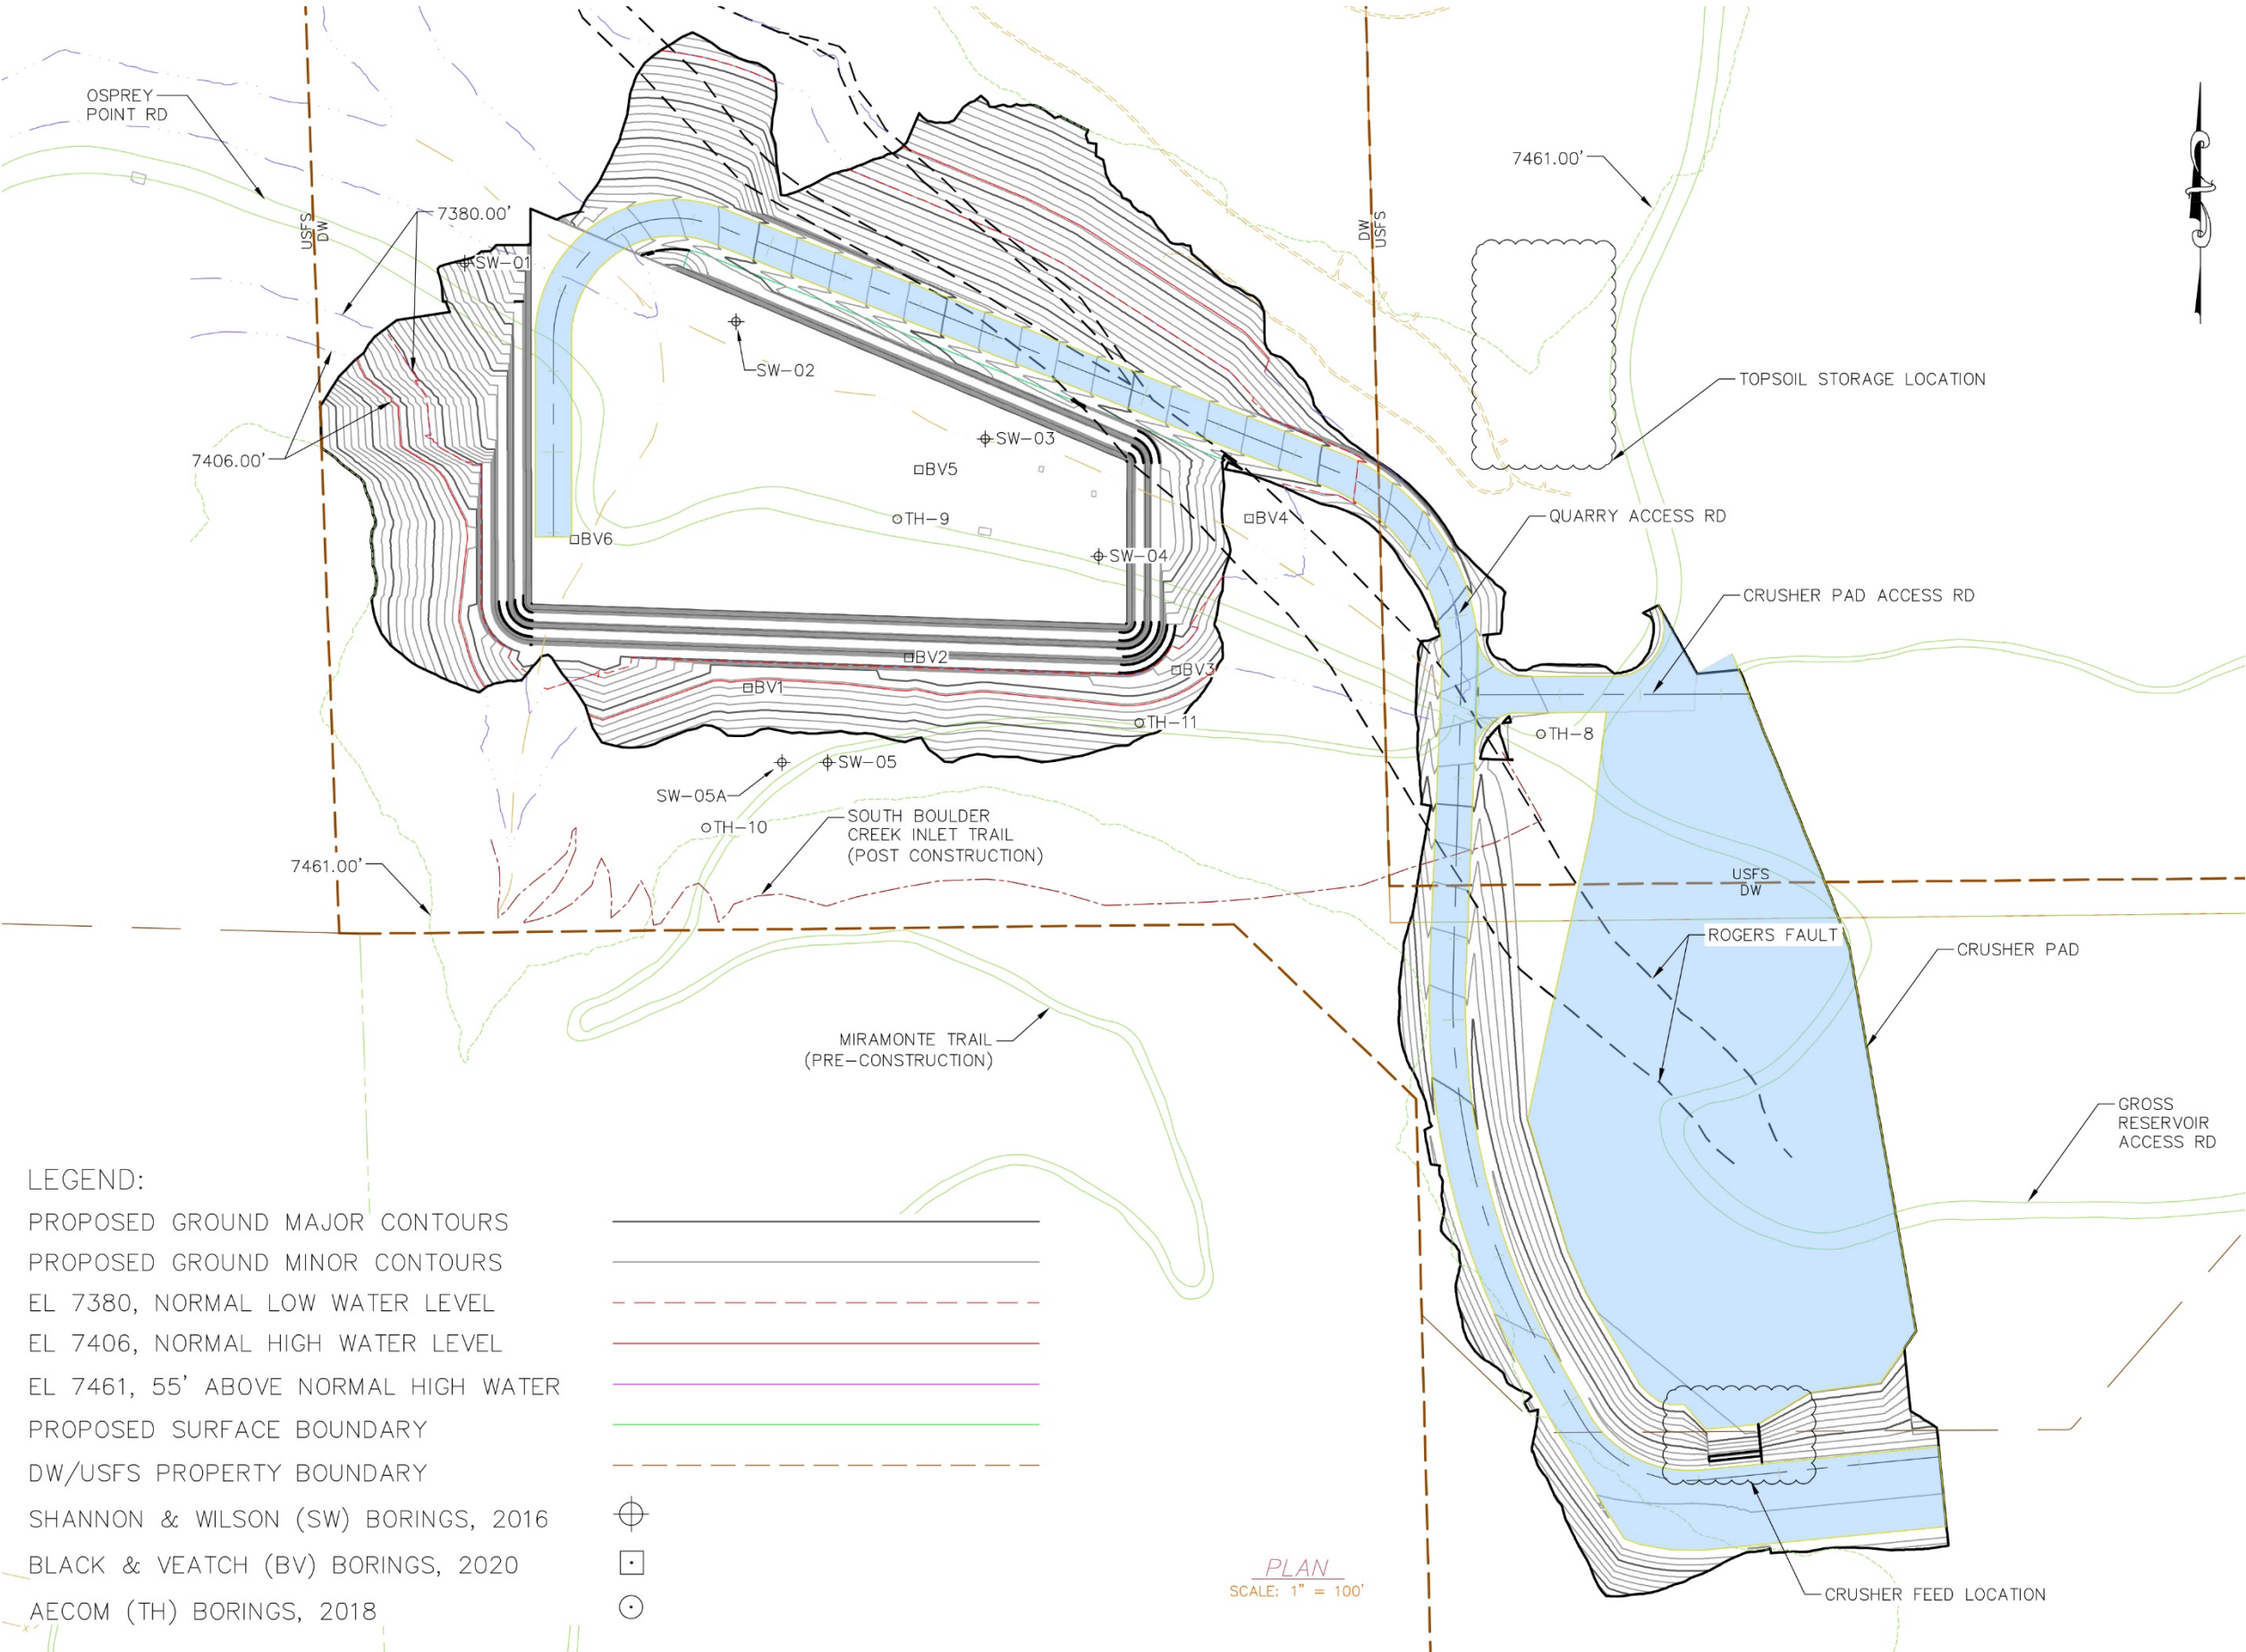 OSPREY
POINT RD
USFS
DW
7380.00'
SW-01
7406.00'
SW-02
SW-03
BV5
TH-9
BV6
SW-04
BV4
BV2
BV1
BV3
TH-11
SW-05
SW-05A
TH-10
TH-8
DW
USFS
7461.00'
TOPSOIL STORAGE LOCATION
QUARRY ACCESS RD
CRUSHER PAD ACCESS RD
SOUTH BOULDER
CREEK INLET TRAIL
(POST CONSTRUCTION)
7461.00'
USFS
DW
ROGERS FAULT
CRUSHER PAD
MIRAMONTE TRAIL
(PRE-CONSTRUCTION)
GROSS
RESERVOIR
ACCESS RD
CRUSHER FEED LOCATION
LEGEND:
PROPOSED GROUND MAJOR CONTOURS
PROPOSED GROUND MINOR CONTOURS
EL 7380, NORMAL LOW WATER LEVEL
EL 7406, NORMAL HIGH WATER LEVEL
EL 7461, 55' ABOVE NORMAL HIGH WATER
PROPOSED SURFACE BOUNDARY
DW/USFS PROPERTY BOUNDARY
SHANNON & WILSON (SW) BORINGS, 2016
BLACK & VEATCH (BV) BORINGS, 2020
AECOM (TH) BORINGS, 2018
PLAN
SCALE: 1" = 100'